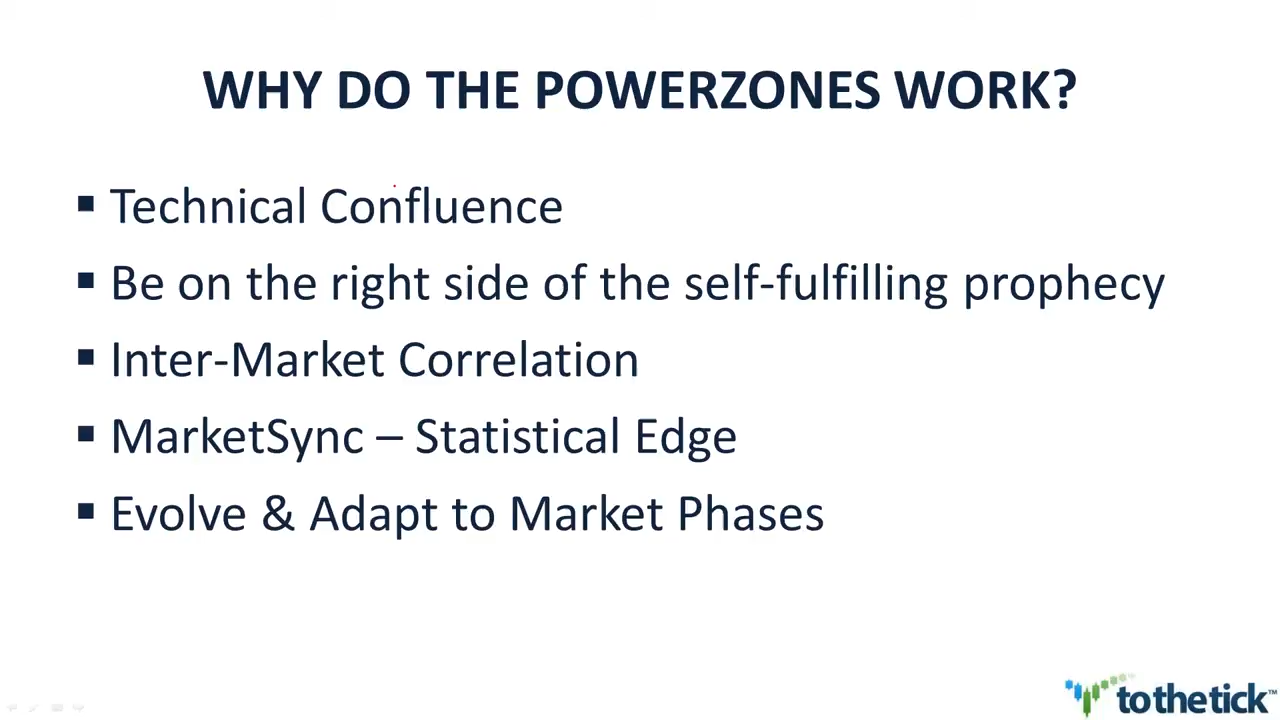 WHY DO THE POWERZONES WORK?
▪ Technical Confluence
▪ Be on the right side of the self-fulfilling prophecy
▪ Inter-Market Correlation
▪ MarketSync – Statistical Edge
▪ Evolve & Adapt to Market Phases
tothetick™